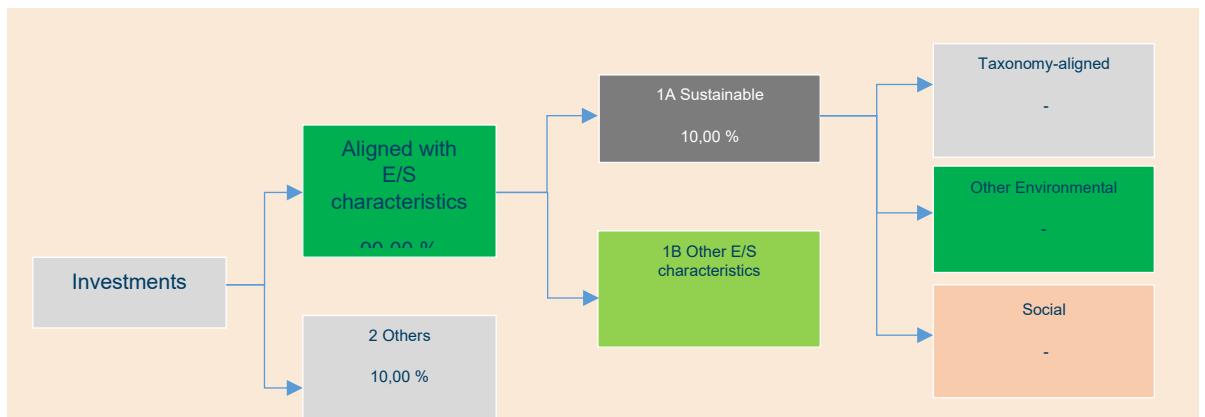 Investments
Aligned with
E/S
characteristics
2 Others
10,00 %
1A Sustainable
10,00 %
1B Other E/S
characteristics
Taxonomy-aligned
-
Other Environmental
-
Social
-